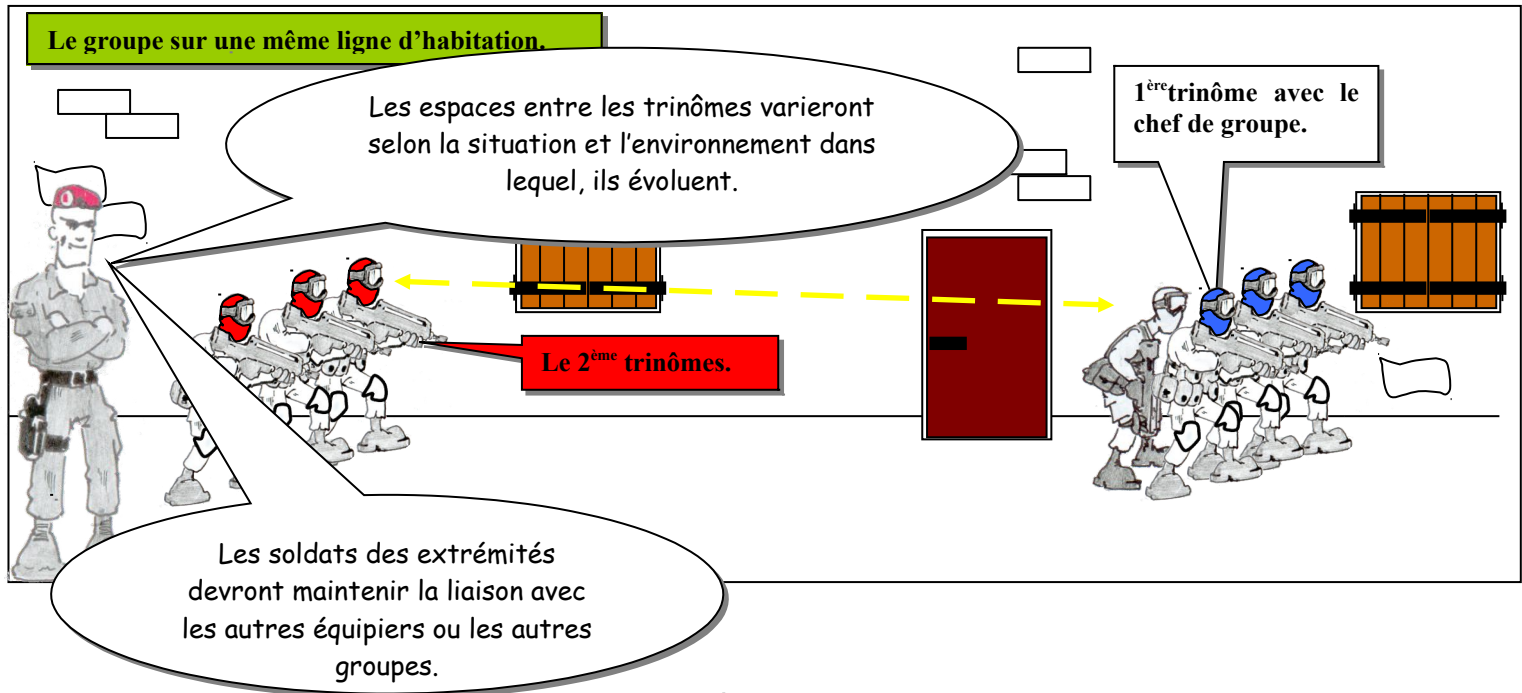 Le groupe sur une même ligne d’habitation.
Les espaces entre les trinômes varieront
selon la situation et l’environnement dans
lequel, ils évoluent.
1ère trinôme avec le
chef de groupe.
Le 2ème trinômes.
Les soldats des extrémités
devront maintenir la liaison avec
les autres équipiers ou les autres
groupes.